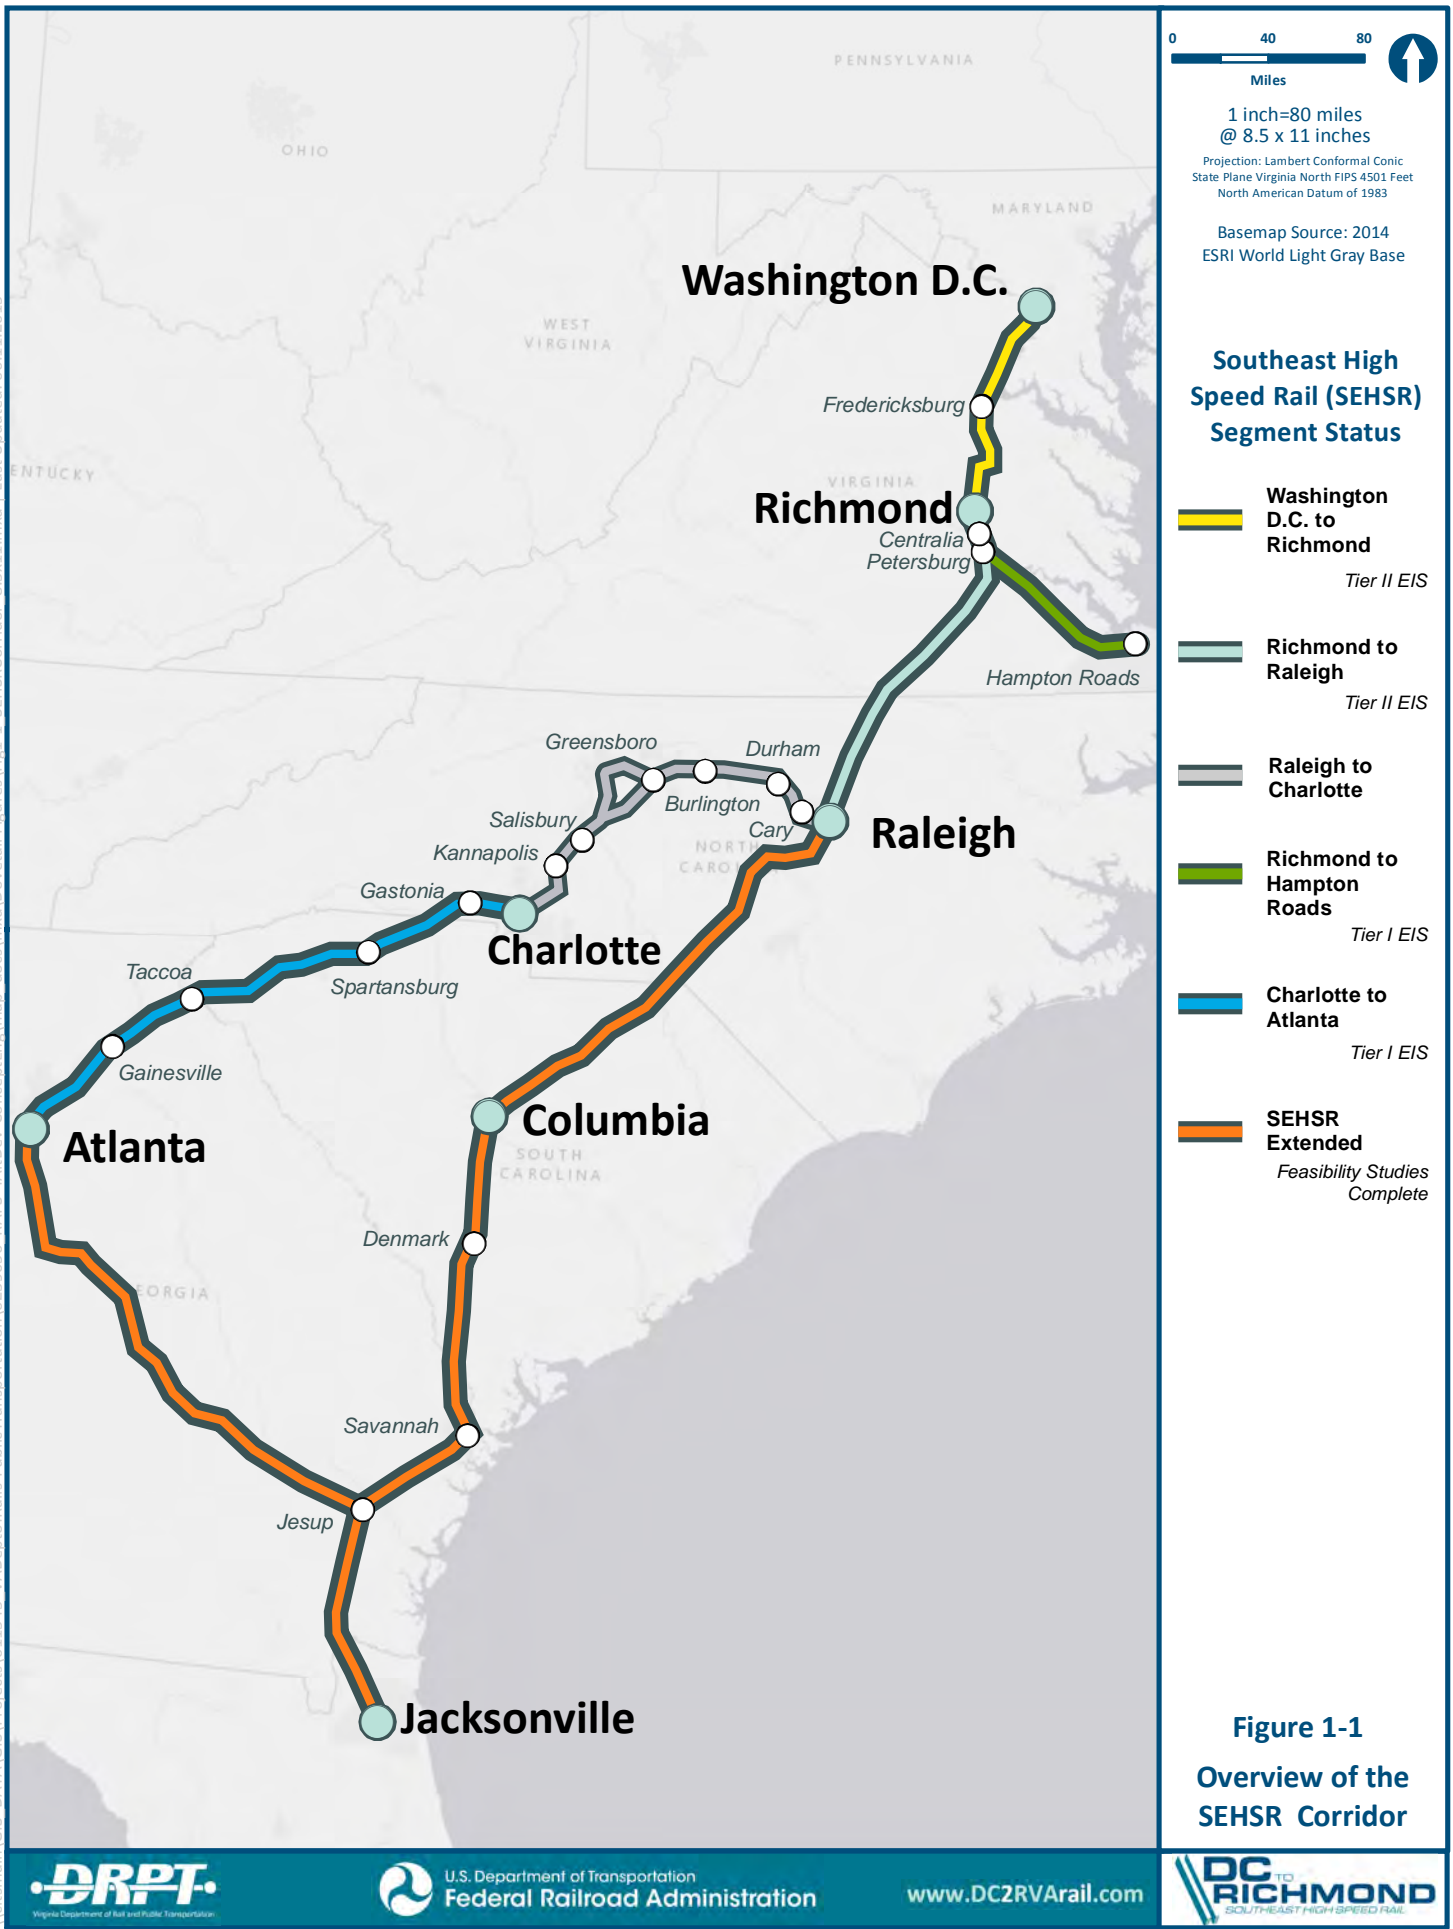 PENNSYLVANIA
OHIO
MARYLAND
Washington D.C.
WEST
VIRGINIA
Fredericksburg
ENTUCKY
VIRGINIA
Richmond
Centralia
Petersburg
Hampton Roads
Greensboro
Durham
Burlington
Salisbury
Cary
Raleigh
NORTH
Kannapolis
Gastonia
Charlotte
Taccoa
Spartansburg
Gainesville
Columbia
Atlanta
SOUTH
CAROLINA
Denmark
EORGIA
Savannah
Jesup
Jacksonville
0 40 80
Miles
1 inch=80 miles
@ 8.5 x 11 inches
Projection: Lambert Conformal Conic
State Plane Virginia North FIPS 4501 Feet
North American Datum of 1983
Basemap Source: 2014
ESRI World Light Gray Base
Southeast High
Speed Rail (SEHSR)
Segment Status
Washington
D.C. to
Richmond
Tier II EIS
Richmond to
Raleigh
Tier II EIS
Raleigh to
Charlotte
Richmond to
Hampton
Roads
Tier I EIS
Charlotte to
Atlanta
Tier I EIS
SEHSR
Extended
Feasibility Studies
Complete
Figure 1-1
Overview of the
SEHSR Corridor
DRPT
Virginia Department of Rail and Public Transportation
U.S. Department of Transportation
Federal Railroad Administration
www.DC2RVArail.com
DC TO
RICHMOND
SOUTHEAST HIGH SPEED RAIL